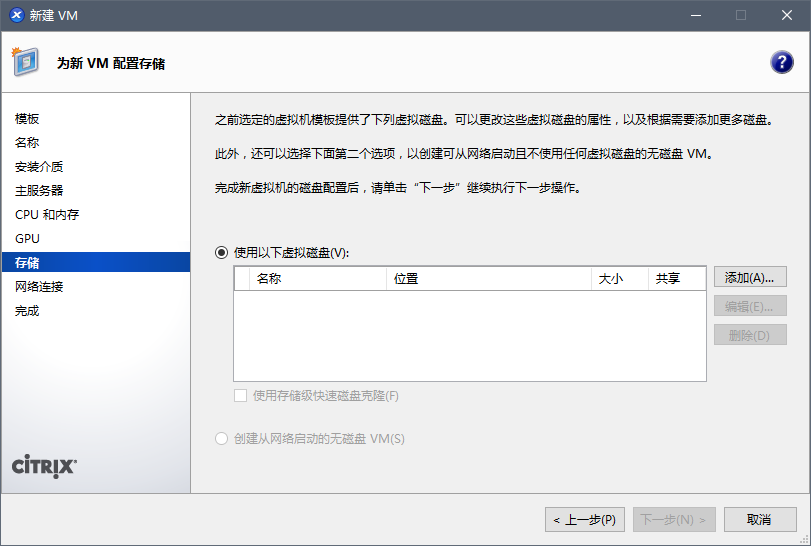 新建 VM
为新 VM 配置存储
?
模板
名称
安装介质
主服务器
CPU 和内存
GPU
存储
网络连接
完成
CITRIX
之前选定的虚拟机模板提供了下列虚拟磁盘。可以更改这些虚拟磁盘的属性，以及根据需要添加更多磁盘。
此外，还可以选择下面第二个选项，以创建可从网络启动且不使用任何虚拟磁盘的无磁盘 VM。
完成新虚拟机的磁盘配置后，请单击“下一步”继续执行下一步操作。
使用以下虚拟磁盘(V):
名称 位置 大小 共享
添加(A)...
编辑(E)...
删除(D)
使用存储级快速磁盘克隆(F)
创建从网络启动的无磁盘 VM(S)
< 上一步(P) 下一步(N) > 取消